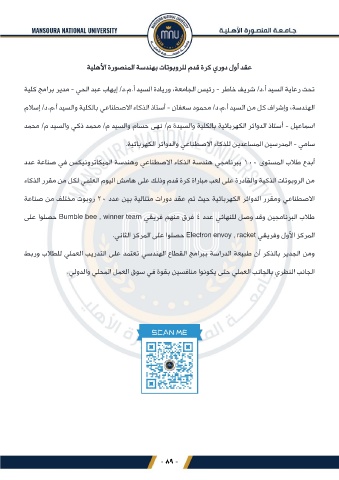 MANSOURA NATIONAL UNIVERSITY
جامعة المنصورة الأهلية
عقد أول دوري كرة قدم للروبوتات بهندسة المنصورة الأهلية
تحت رعاية السيد أ.د/ شريف خاطر - رئيس الجامعة، وريادة السيد أ.م.د/ إيهاب عبد الحي - مدير برامج كلية
الهندسة، وإشراف كل من السيد أ.م.د/ محمود سعفان - أستاذ الذكاء الاصطناعي بالكلية والسيد أ.م.د/ إسلام
اسماعيل - أستاذ الدوائر الكهربائية بالكلية والسيدة م/ نهى حسام والسيد م/ محمد ذكي والسيد م/ محمد
سامي - المدرسين المساعدين للذكاء الإصطناعي والدوائر الكهربائية.
أبدع طلاب المستوى ١٠٠ ببرنامجي هندسة الذكاء الاصطناعي وهندسة الميكاترونيكس في صناعة عدد
من الروبوتات الذكية والقادرة على لعب مباراة كرة قدم وذلك على هامش اليوم العلمي لكل من مقرر الذكاء
الاصطناعي ومقرر الدوائر الكهربائية حيث تم عقد دورات متتالية بين عدد ٢٠ روبوت مختلف من صناعة
طلاب البرنامجين وقد وصل للنهائي عدد ٤ فرق منهم فريقي Bumble bee , winner team حصلوا على
المركز الأول وفريقي Electron envoy , racket حصلوا على المركز الثاني.
ومن الجدير بالذكر أن طبيعة الدراسة ببرامج القطاع الهندسي تعتمد على التدريب العملي للطلاب وربط
الجانب النظري بالجانب العملي حتى يكونوا منافسين بقوة في سوق العمل المحلي والدولي.
SCAN ME
- ٨٩ -